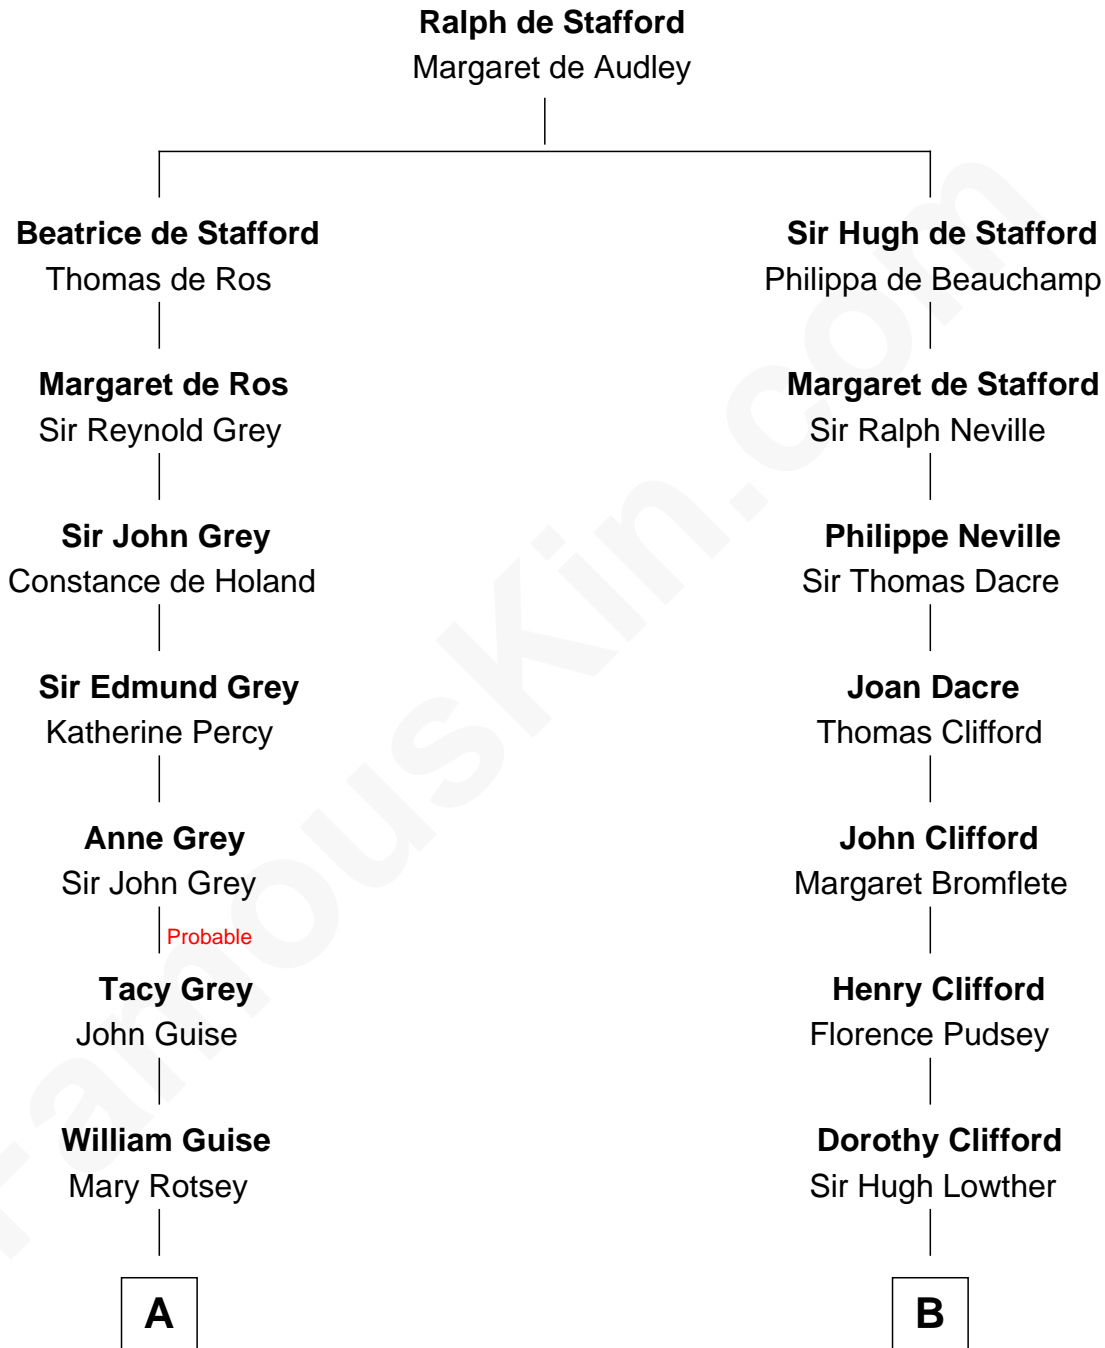 Ralph de Stafford
Margaret de Audley
Beatrice de Stafford
Thomas de Ros
Margaret de Ros
Sir Reynold Grey
Sir John Grey
Constance de Holand
Sir Edmund Grey
Katherine Percy
Anne Grey
Sir John Grey
Probable
Tacy Grey
John Guise
William Guise
Mary Rotsey
A
Sir Hugh de Stafford
Philippa de Beauchamp
Margaret de Stafford
Sir Ralph Neville
Philippe Neville
Sir Thomas Dacre
Joan Dacre
Thomas Clifford
John Clifford
Margaret Bromflete
Henry Clifford
Florence Pudsey
Dorothy Clifford
Sir Hugh Lowther
B
FamousKin.com